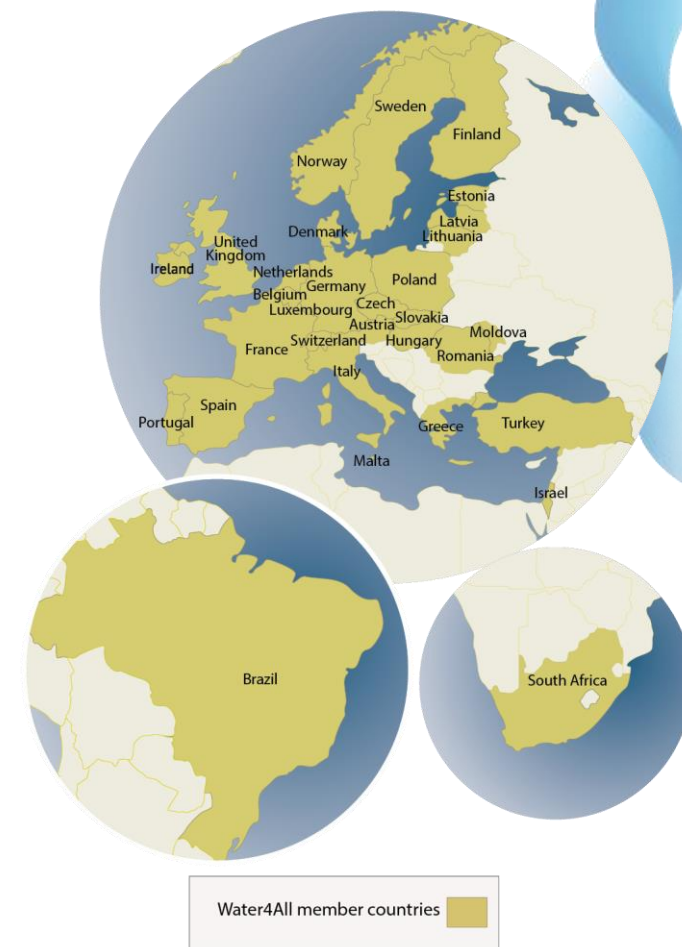 Sweden
Finland
Norway
Estonia
Latvia
Denmark
Lithuania
United
Kingdom
Ireland
Netherlands
Poland
Germany
Belgium
Czech
Luxembourg
Slovakia
Austria
Moldova
Switzerland
Hungary
France
Romania
Italy
Spain
Portugal
Greece
Turkey
Malta
Israel
Brazil
South Africa
Water4All member countries